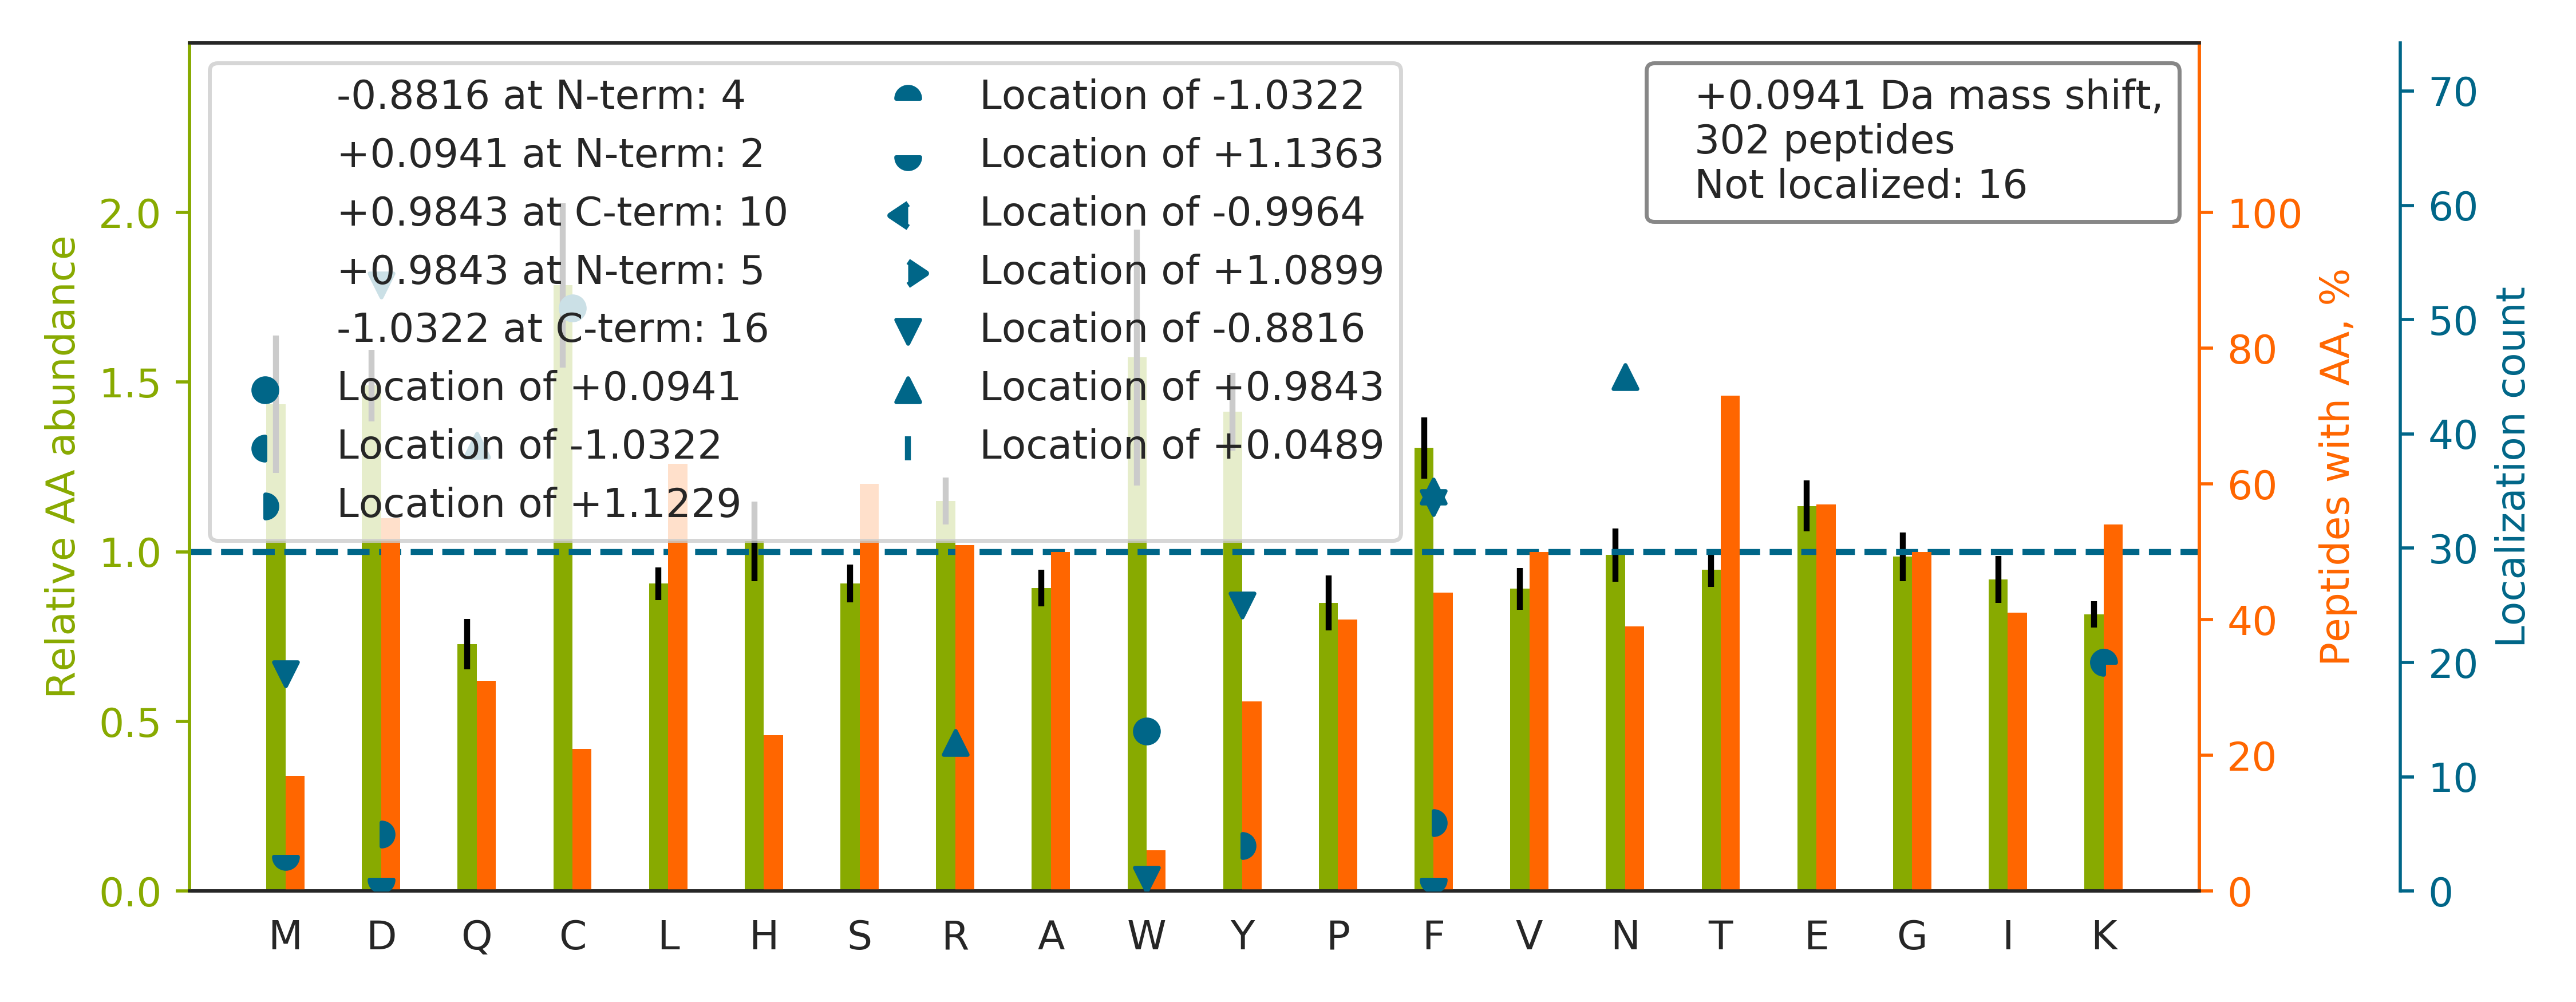 -0.8816 at N-term: 4
+0.0941 at N-term: 2
+0.9843 at C-term: 10
+0.9843 at N-term: 5
-1.0322 at C-term: 16
Location of +0.0941
Location of -1.0322
Location of +1.1229
Location of -1.0322
Location of +1.1363
Location of -0.9964
Location of +1.0899
Location of -0.8816
Location of +0.9843
Location of +0.0489
+0.0941 Da mass shift,
302 peptides
Not localized: 16
Relative AA abundance
2.0
1.5
1.0
0.5
0.0
M D Q C L H S R A W Y P F V N T E G I K
100
80
60
40
20
0
Peptides with AA, %
70
60
50
40
30
20
10
0
Localization count